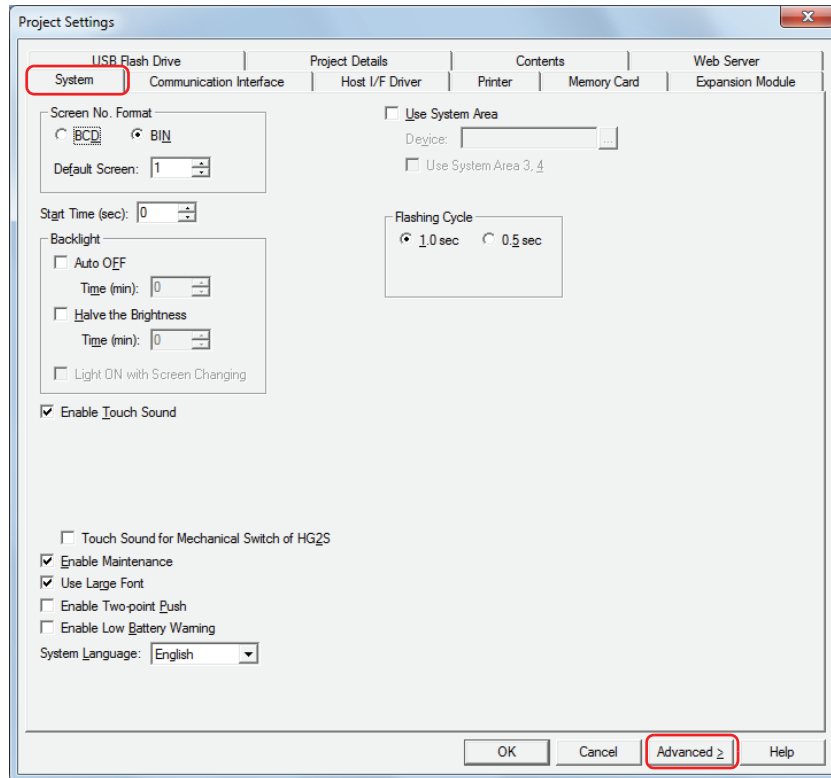 Project Settings
USB Flash Drive Project Details Contents Web Server
System Communication Interface Host I/F Driver Printer Memory Card Expansion Module
Screen No. Format
BCD BIN
Default Screen: 1
Start Time (sec): 0
Backlight
Auto OFF
Time (min): 0
Halve the Brightness
Time (min): 0
Light ON with Screen Changing
Enable Touch Sound
Use System Area
Device: ...
Use System Area 3, 4
Flashing Cycle
1.0 sec 0.5 sec
Touch Sound for Mechanical Switch of HG2S
Enable Maintenance
Use Large Font
Enable Two-point Push
Enable Low Battery Warning
System Language: English
OK Cancel Advanced > Help